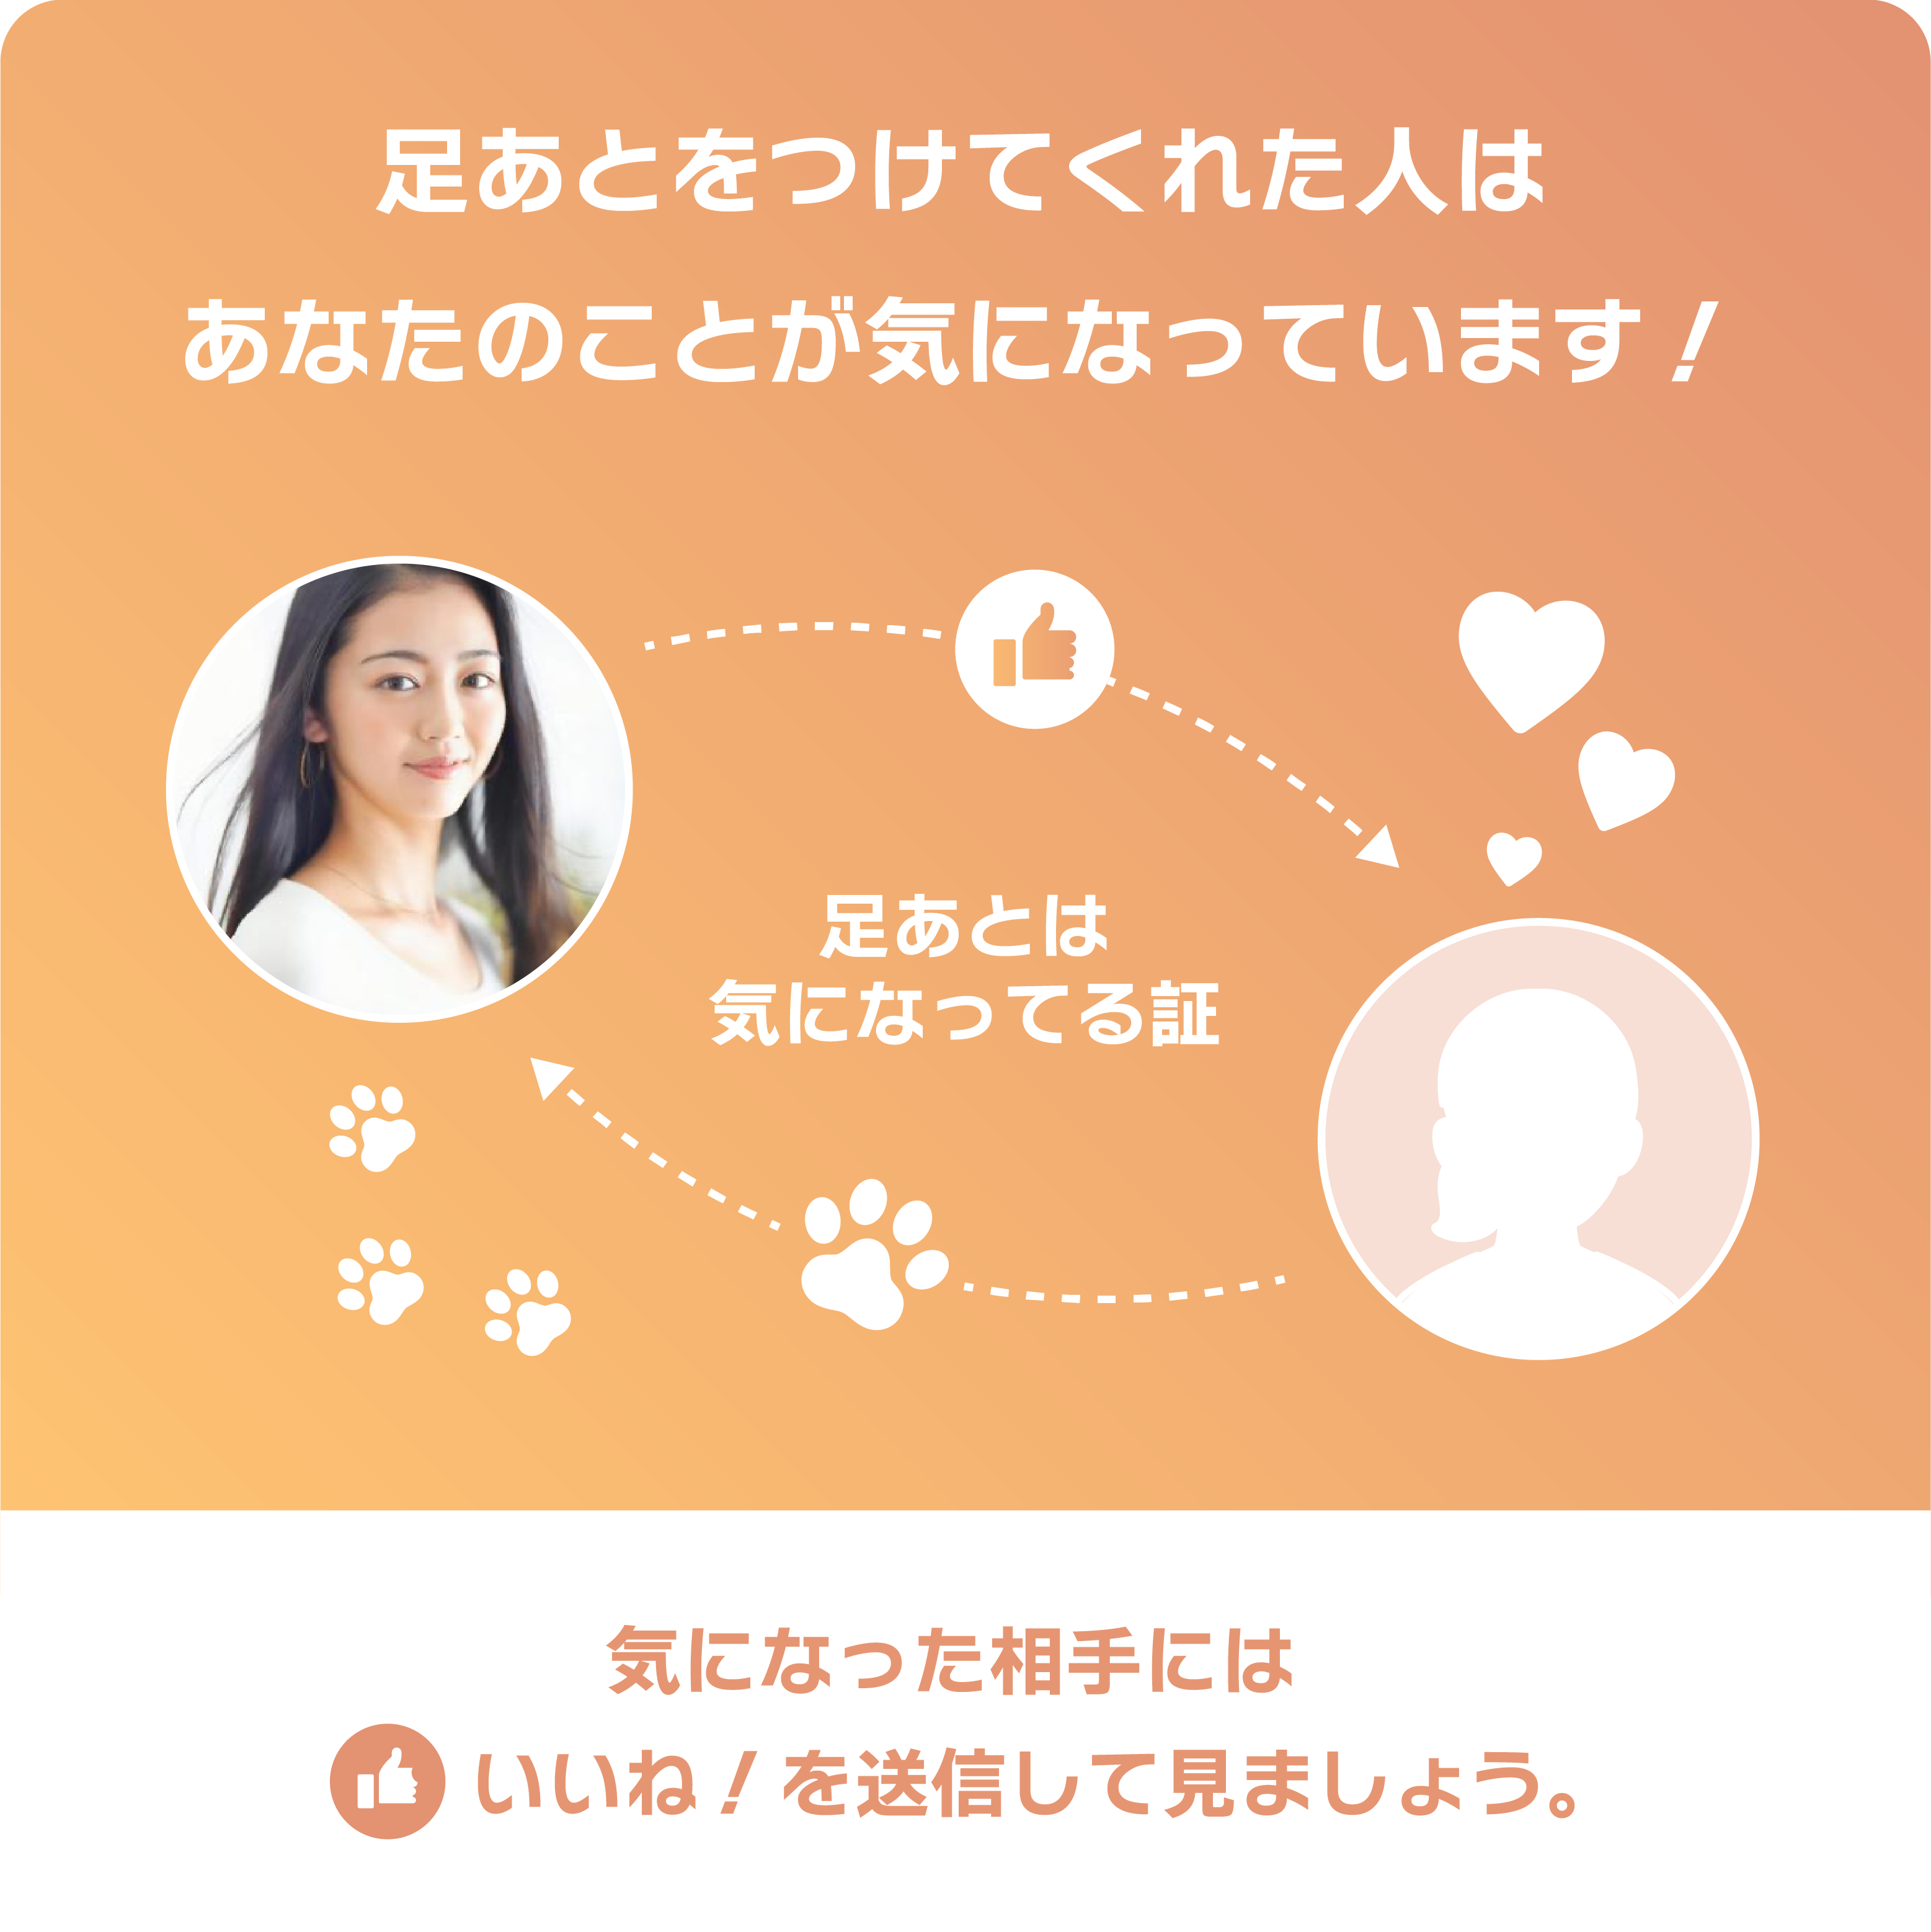 足あとをつけてくれた人は
あなたのことが気になっています！
足あとは
気になってる証
気になった相手には
いいね！を送信して見ましょう。